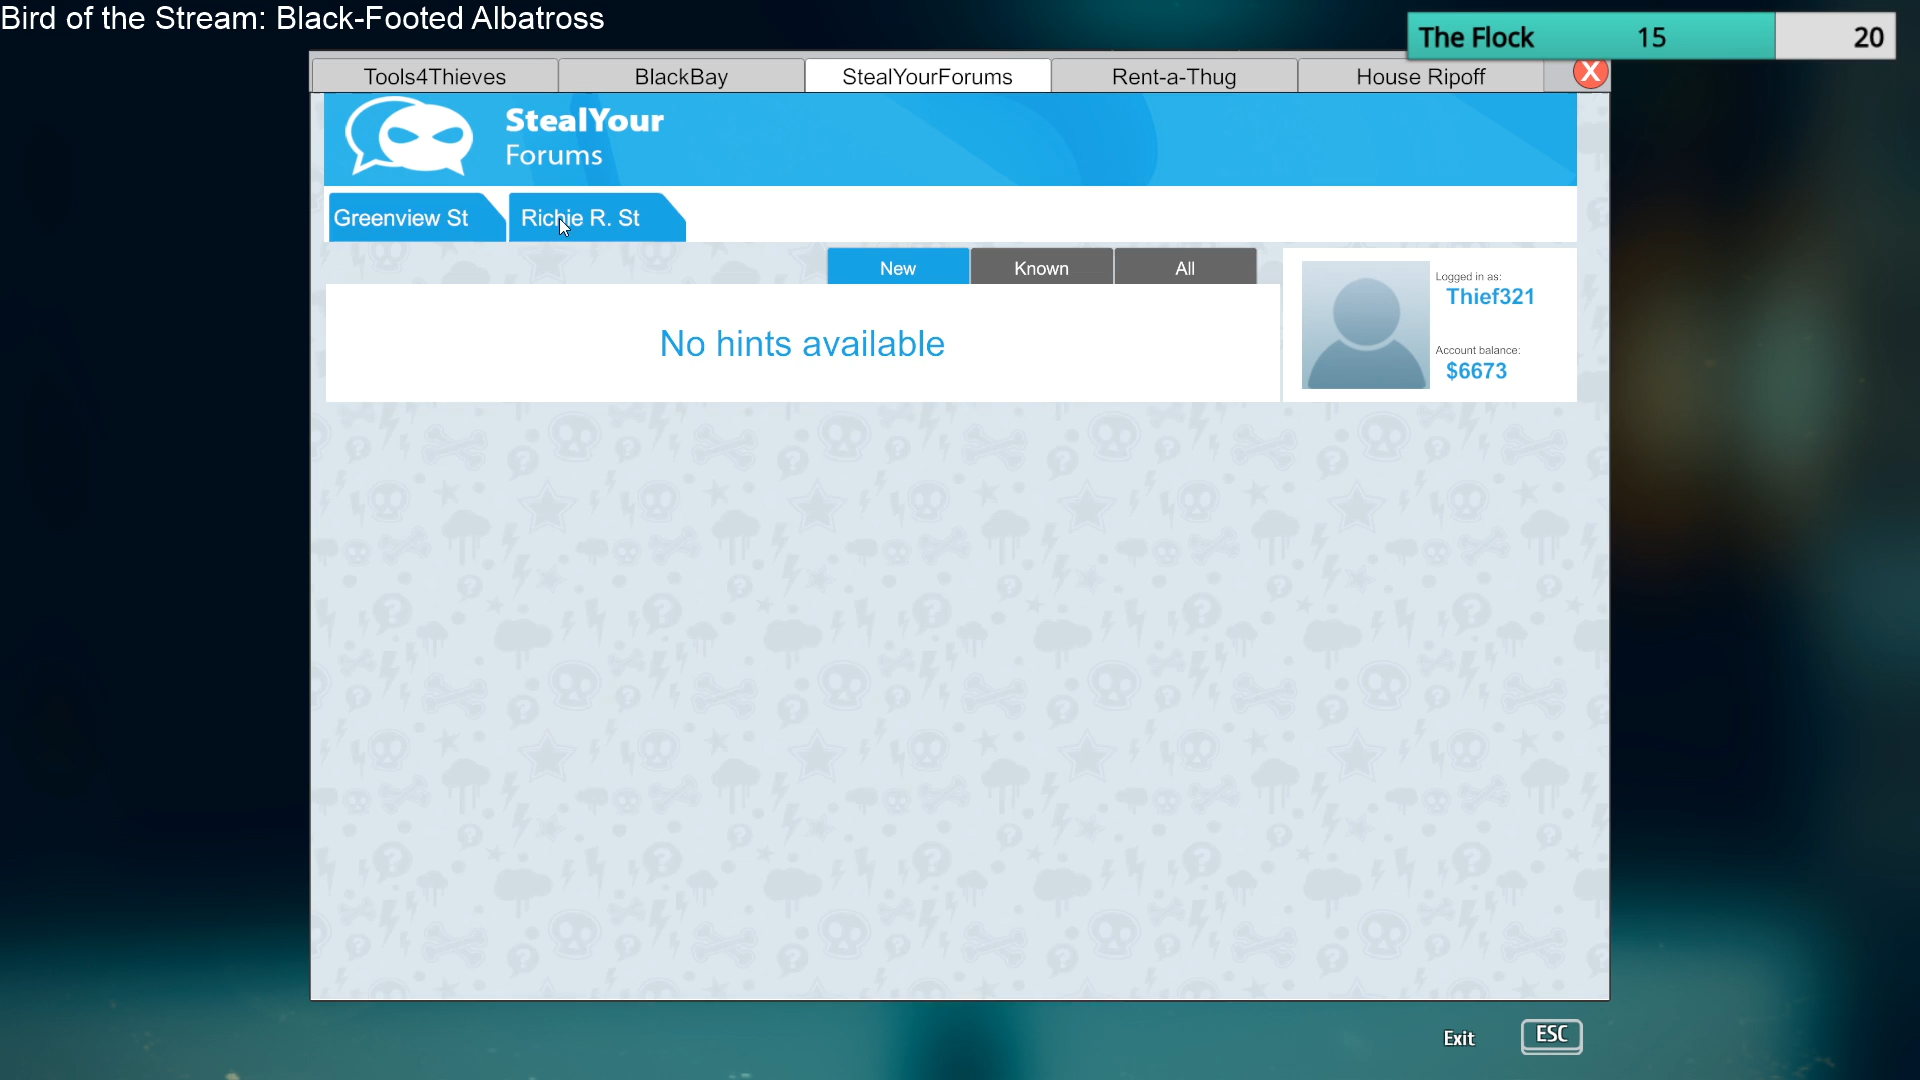 Bird of the Stream: Black-Footed Albatross
The Flock 15 20
Tools4Thieves BlackBay StealYourForums Rent-a-Thug House Ripoff X
StealYour
Forums
Greenview St Richie R. St
New Known All
No hints available
Logged in as:
Thief321
Account balance:
$6673
Exit ESC